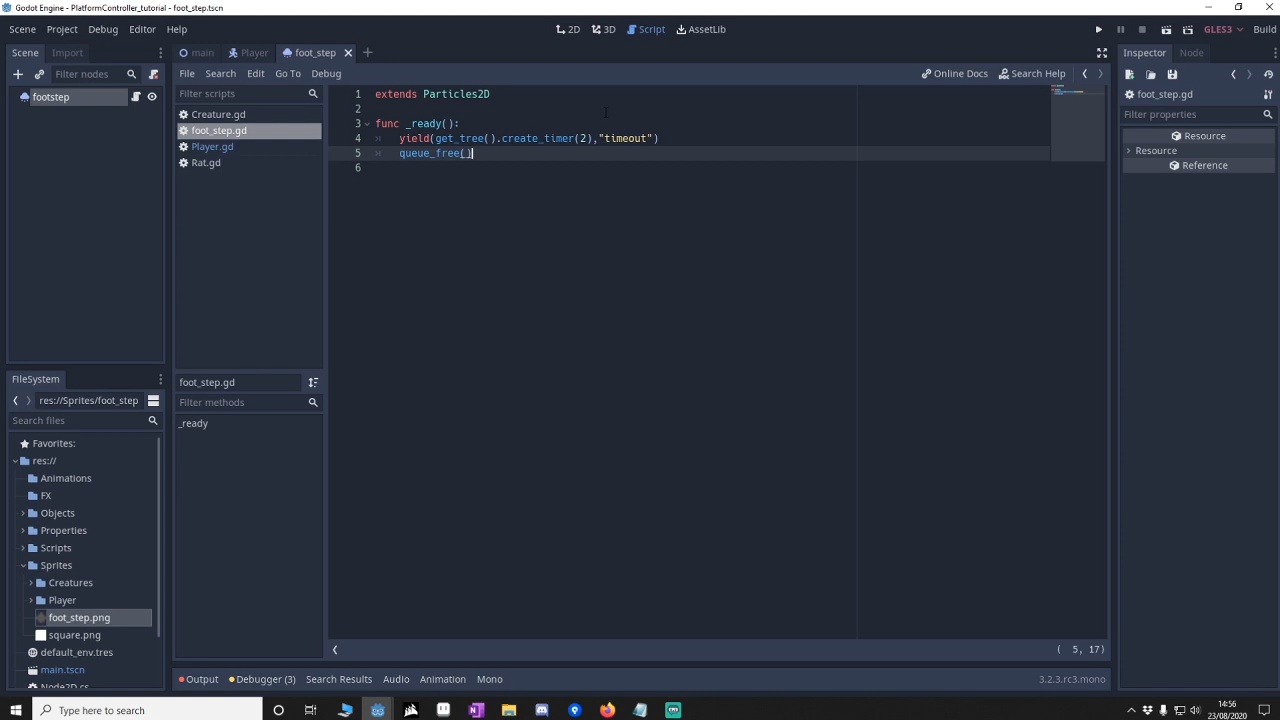 Godot Engine - PlatformController_tutorial - foot_step.tscn
Scene Project Debug Editor Help
2D 3D Script AssetLib
GLES3 Build
Scene Import
main Player foot_step
Inspector Node
Filter nodes
File Search Edit Go To Debug
Online Docs Search Help
footstep
Filter scripts
Creature.gd
foot_step.gd
Player.gd
Rat.gd
1 extends Particles2D
2
3 func _ready():
4 yield(get_tree().create_timer(2),"timeout")
5 queue_free()
6
foot_step.gd
Filter properties
Resource
Resource
Reference
FileSystem
res://Sprites/foot_step
Search files
Favorites:
res://
Animations
FX
Objects
Properties
Scripts
Sprites
Creatures
Player
foot_step.png
square.png
default_env.tres
main.tscn
Node2D.cs
foot_step.gd
Filter methods
_ready
( 5, 17)
Output Debugger (3) Search Results Audio Animation Mono
3.2.3.rc3.mono
Type here to search
14:56
23/08/2020